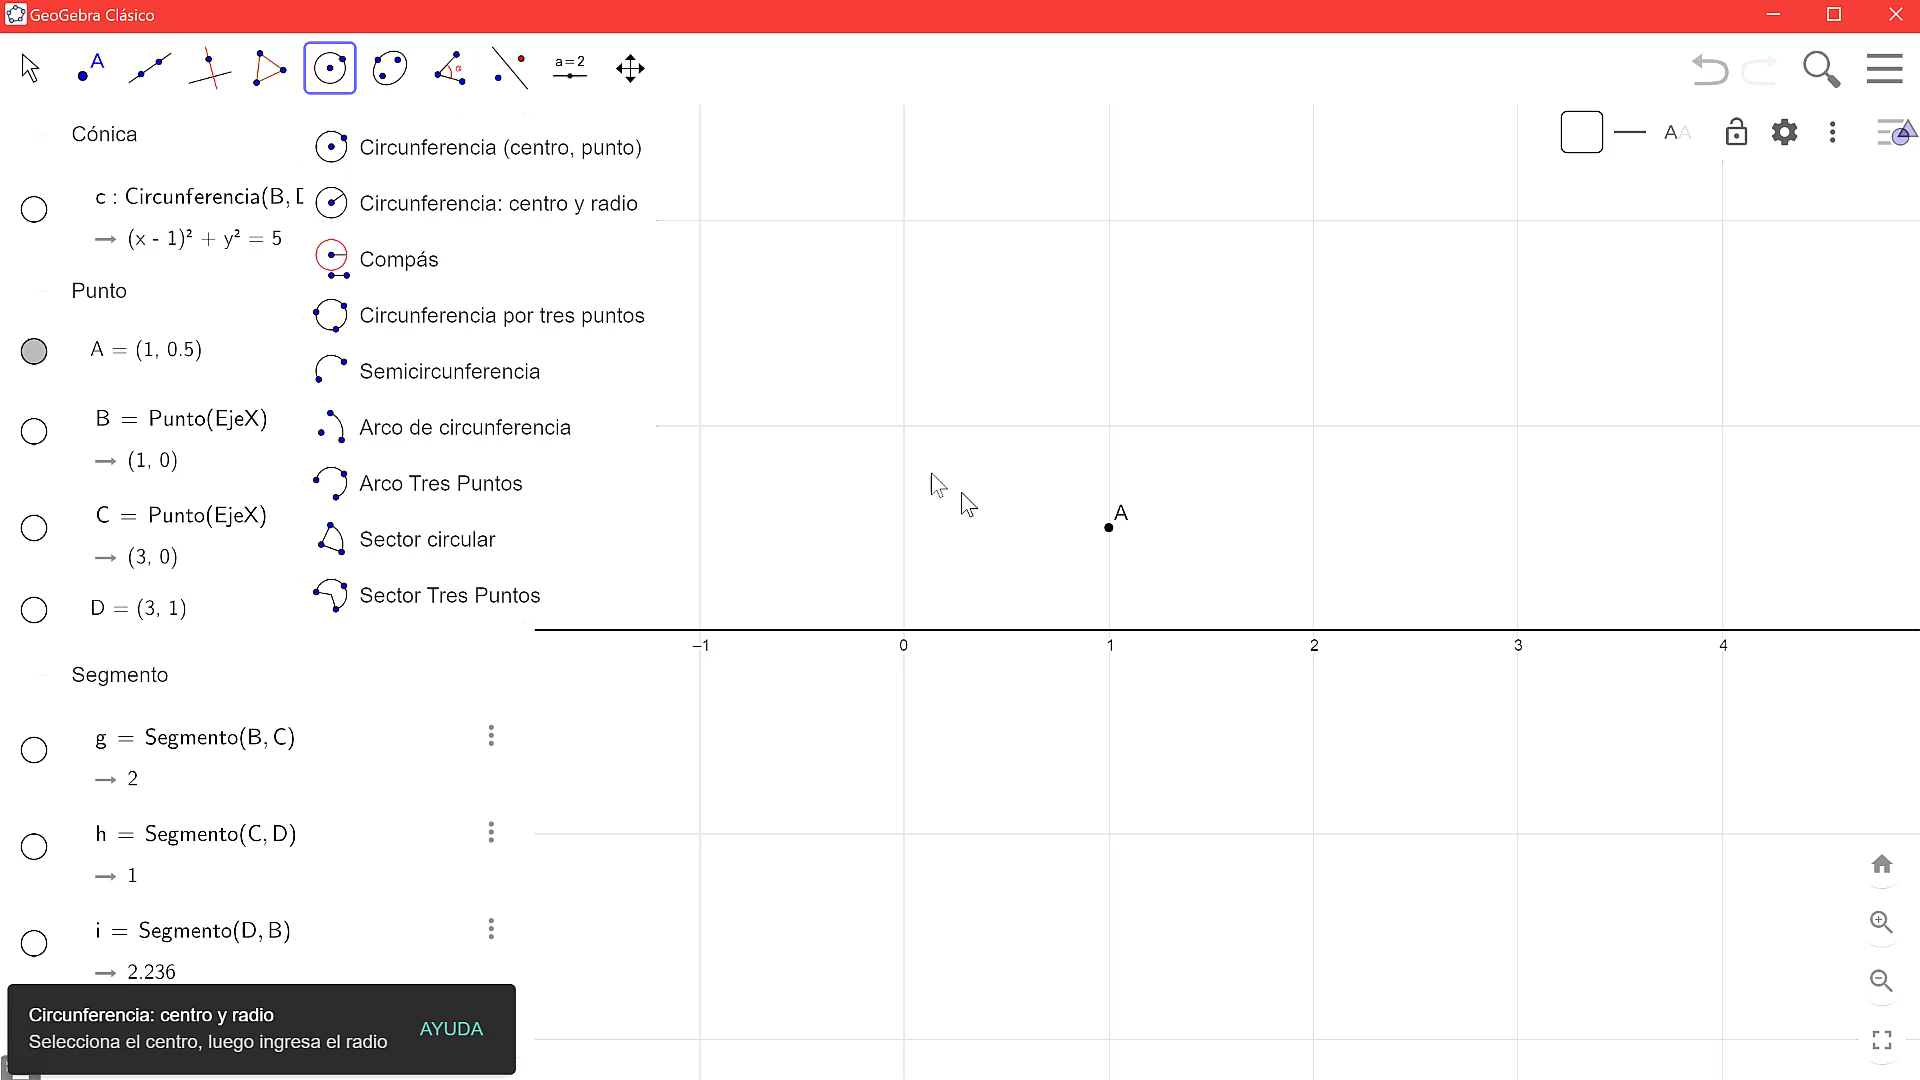 GeoGebra Clásico
A
α
a=2
Cónica
c : Circunferencia(B, D
→ (x - 1)² + y² = 5
Punto
A = (1, 0.5)
B = Punto(EjeX)
→ (1, 0)
C = Punto(EjeX)
→ (3, 0)
D = (3, 1)
Segmento
g = Segmento(B, C)
→ 2
h = Segmento(C, D)
→ 1
i = Segmento(D, B)
→ 2.236
Circunferencia (centro, punto)
Circunferencia: centro y radio
Compás
Circunferencia por tres puntos
Semicircunferencia
Arco de circunferencia
Arco Tres Puntos
Sector circular
Sector Tres Puntos
AA
A
−1 0 1 2 3 4
Circunferencia: centro y radio
Selecciona el centro, luego ingresa el radio
AYUDA